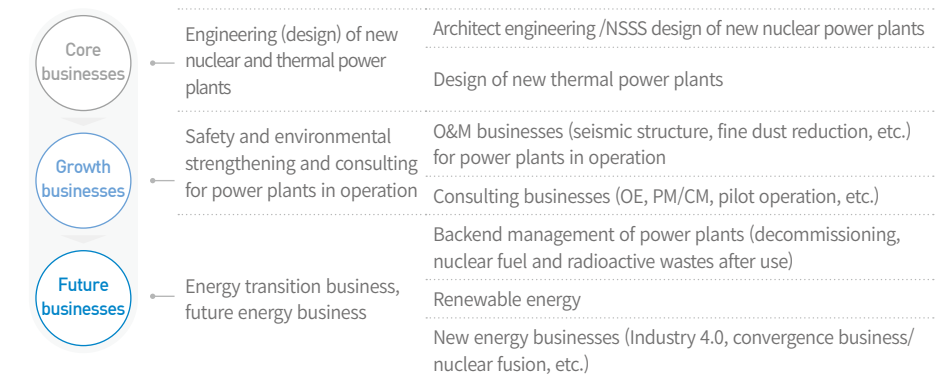 Core
businesses
Engineering (design) of new
nuclear and thermal power
plants
Architect engineering /NSSS design of new nuclear power plants
Design of new thermal power plants
Growth
businesses
Safety and environmental
strengthening and consulting
for power plants in operation
O&M businesses (seismic structure, fine dust reduction, etc.)
for power plants in operation
Consulting businesses (OE, PM/CM, pilot operation, etc.)
Future
businesses
Energy transition business,
future energy business
Backend management of power plants (decommissioning,
nuclear fuel and radioactive wastes after use)
Renewable energy
New energy businesses (Industry 4.0, convergence business/
nuclear fusion, etc.)